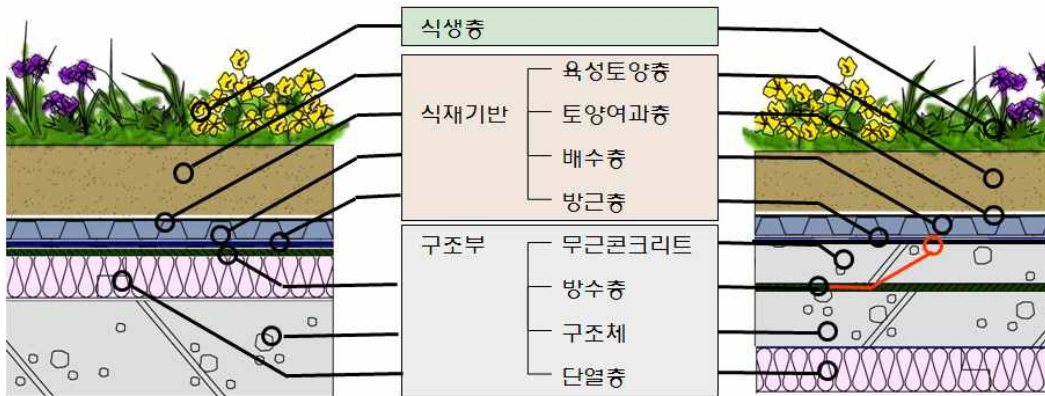 식생층
식재기반
육성토양층
토양여과층
배수층
방근층
구조부
무근콘크리트
방수층
구조체
단열층